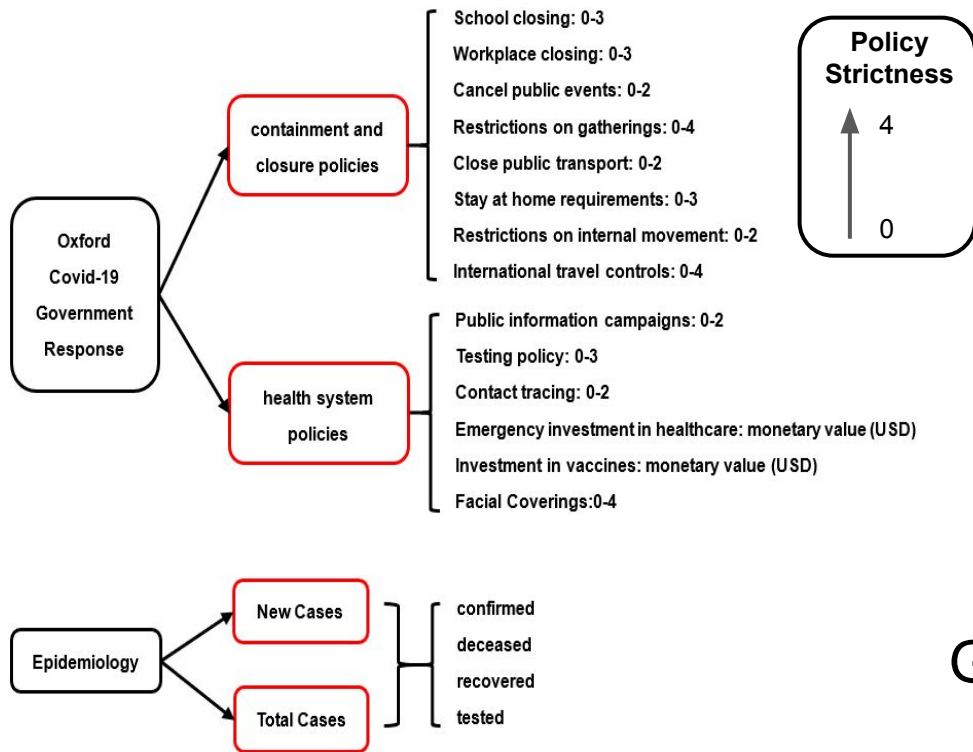 Oxford
Covid-19
Government
Response
containment and
closure policies
School closing: 0-3
Workplace closing: 0-3
Cancel public events: 0-2
Restrictions on gatherings: 0-4
Close public transport: 0-2
Stay at home requirements: 0-3
Restrictions on internal movement: 0-2
International travel controls: 0-4
health system
policies
Public information campaigns: 0-2
Testing policy: 0-3
Contact tracing: 0-2
Emergency investment in healthcare: monetary value (USD)
Investment in vaccines: monetary value (USD)
Facial Coverings:0-4
Policy
Strictness
4
0
Epidemiology
New Cases
Total Cases
confirmed
deceased
recovered
tested